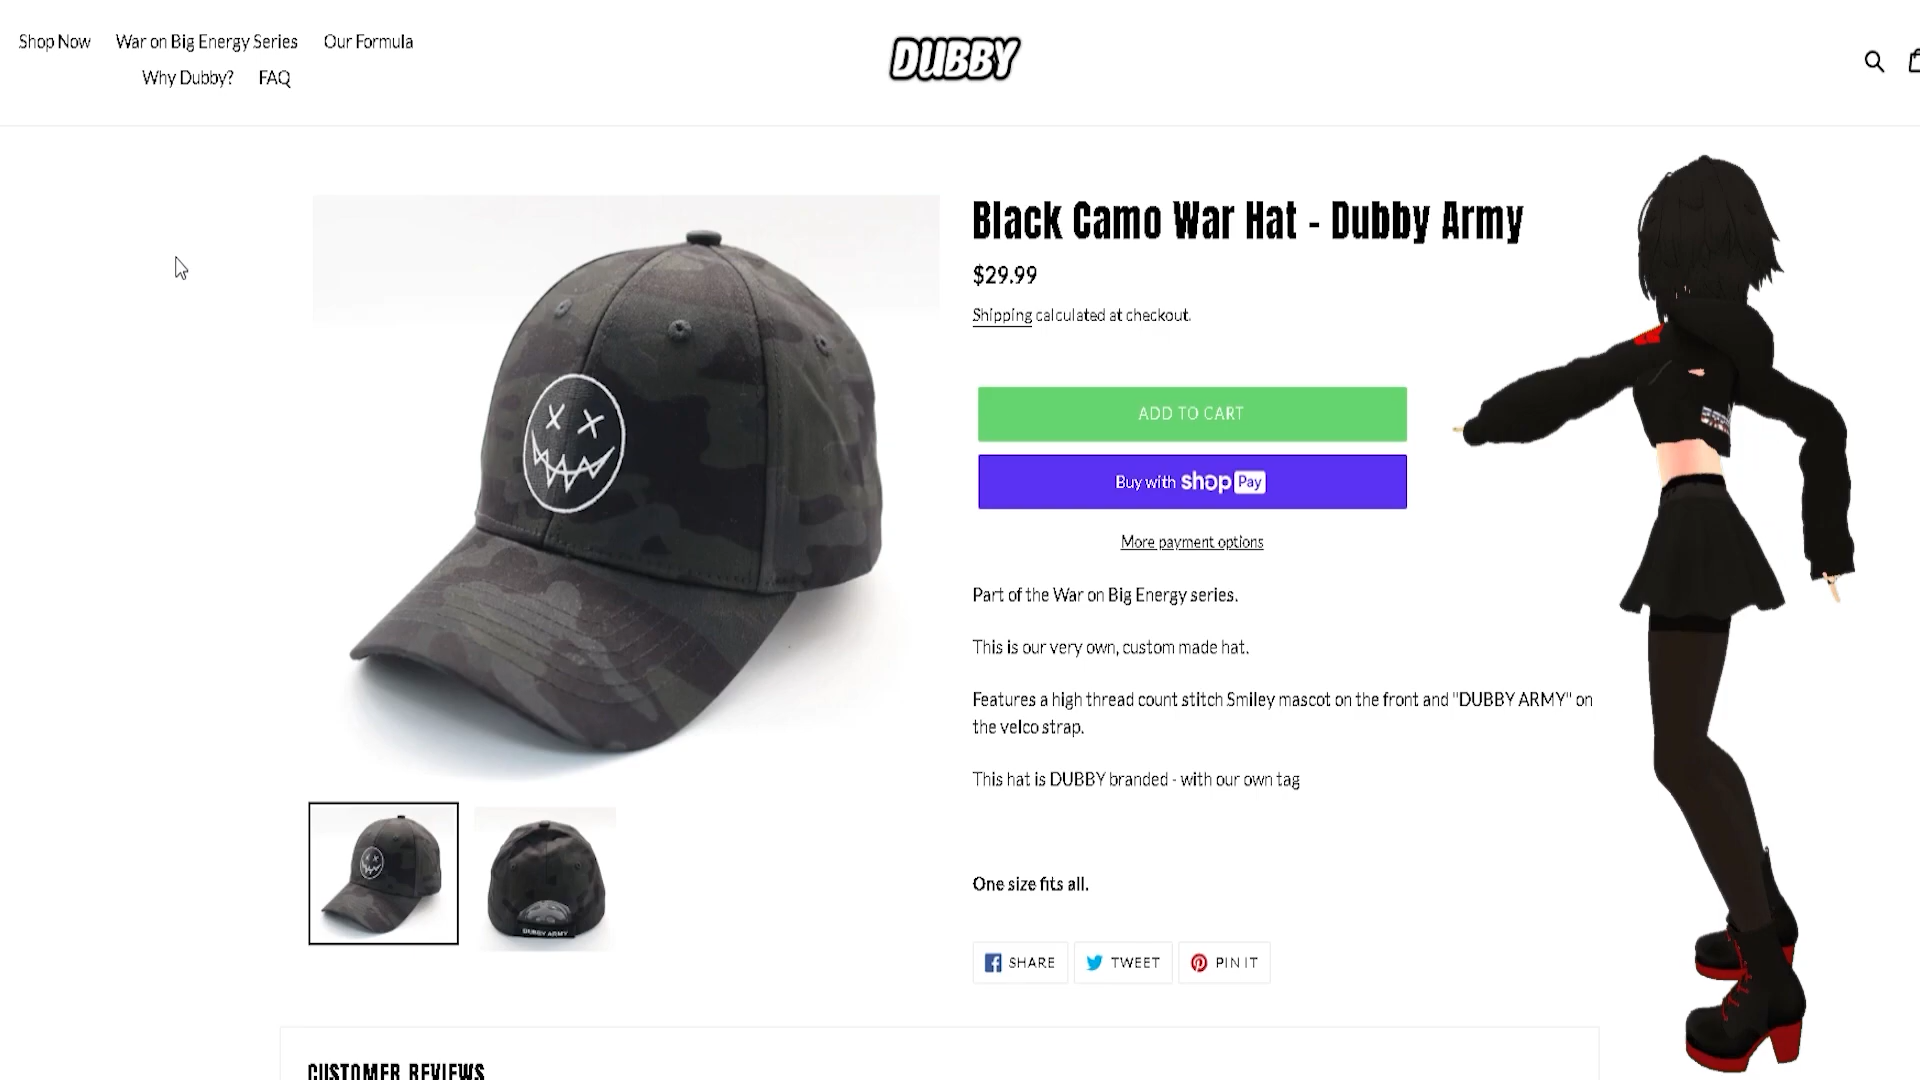 Shop Now War on Big Energy Series Our Formula
Why Dubby? FAQ
DUBBY
Black Camo War Hat - Dubby Army
$29.99
Shipping calculated at checkout.
ADD TO CART
Buy with shop Pay
More payment options
Part of the War on Big Energy series.
This is our very own, custom made hat.
Features a high thread count stitch Smiley mascot on the front and "DUBBY ARMY" on
the velco strap.
This hat is DUBBY branded - with our own tag
DUBBY ARMY
One size fits all.
SHARE TWEET PIN IT
CUSTOMER REVIEWS